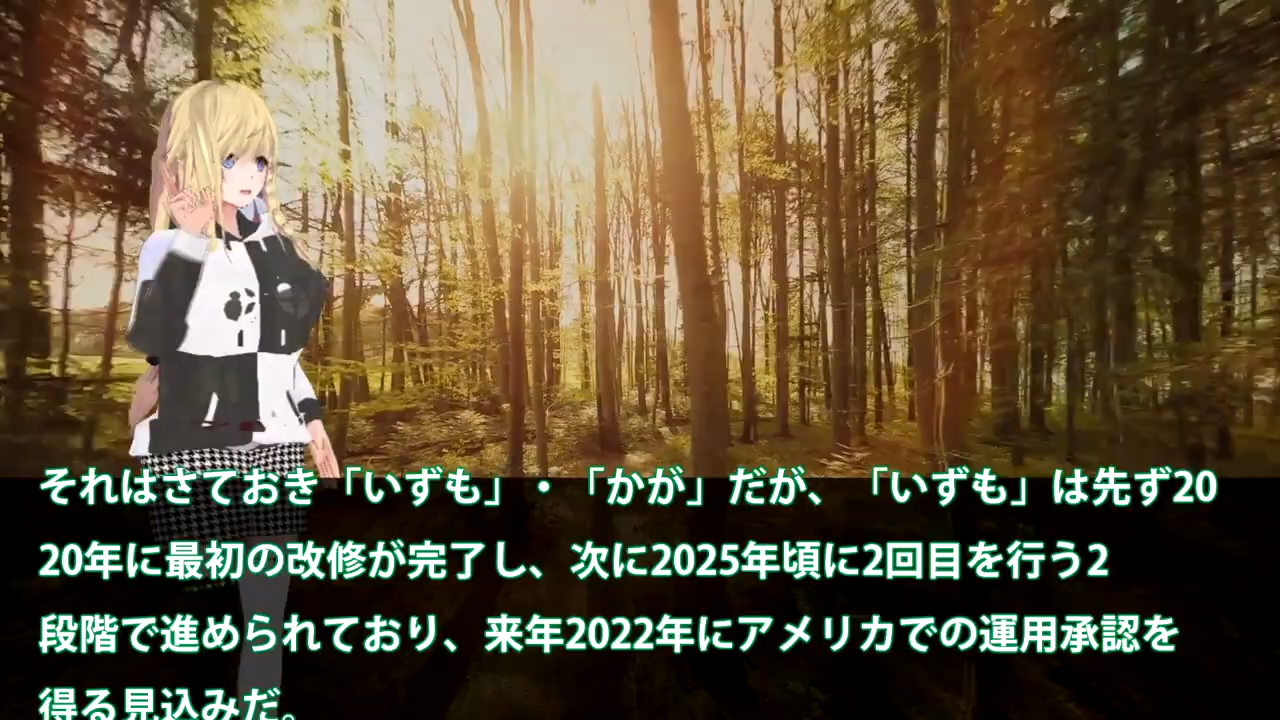 それはさておき「いずも」・「かが」だが、「いずも」は先ず20
20年に最初の改修が完了し、次に2025年頃に2回目を行う2
段階で進められており、来年2022年にアメリカでの運用承認を
得る見込みだ。